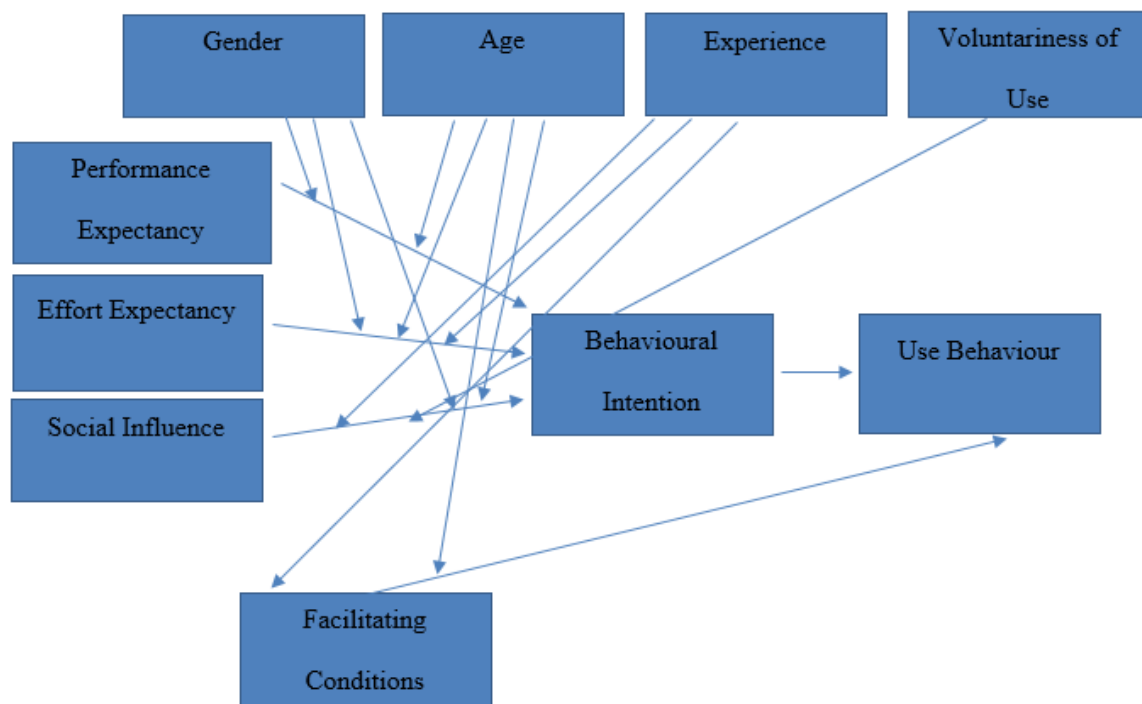 Gender
Age
Experience
Voluntariness of
Use
Performance
Expectancy
Effort Expectancy
Social Influence
Behavioural
Intention
Use Behaviour
Facilitating
Conditions